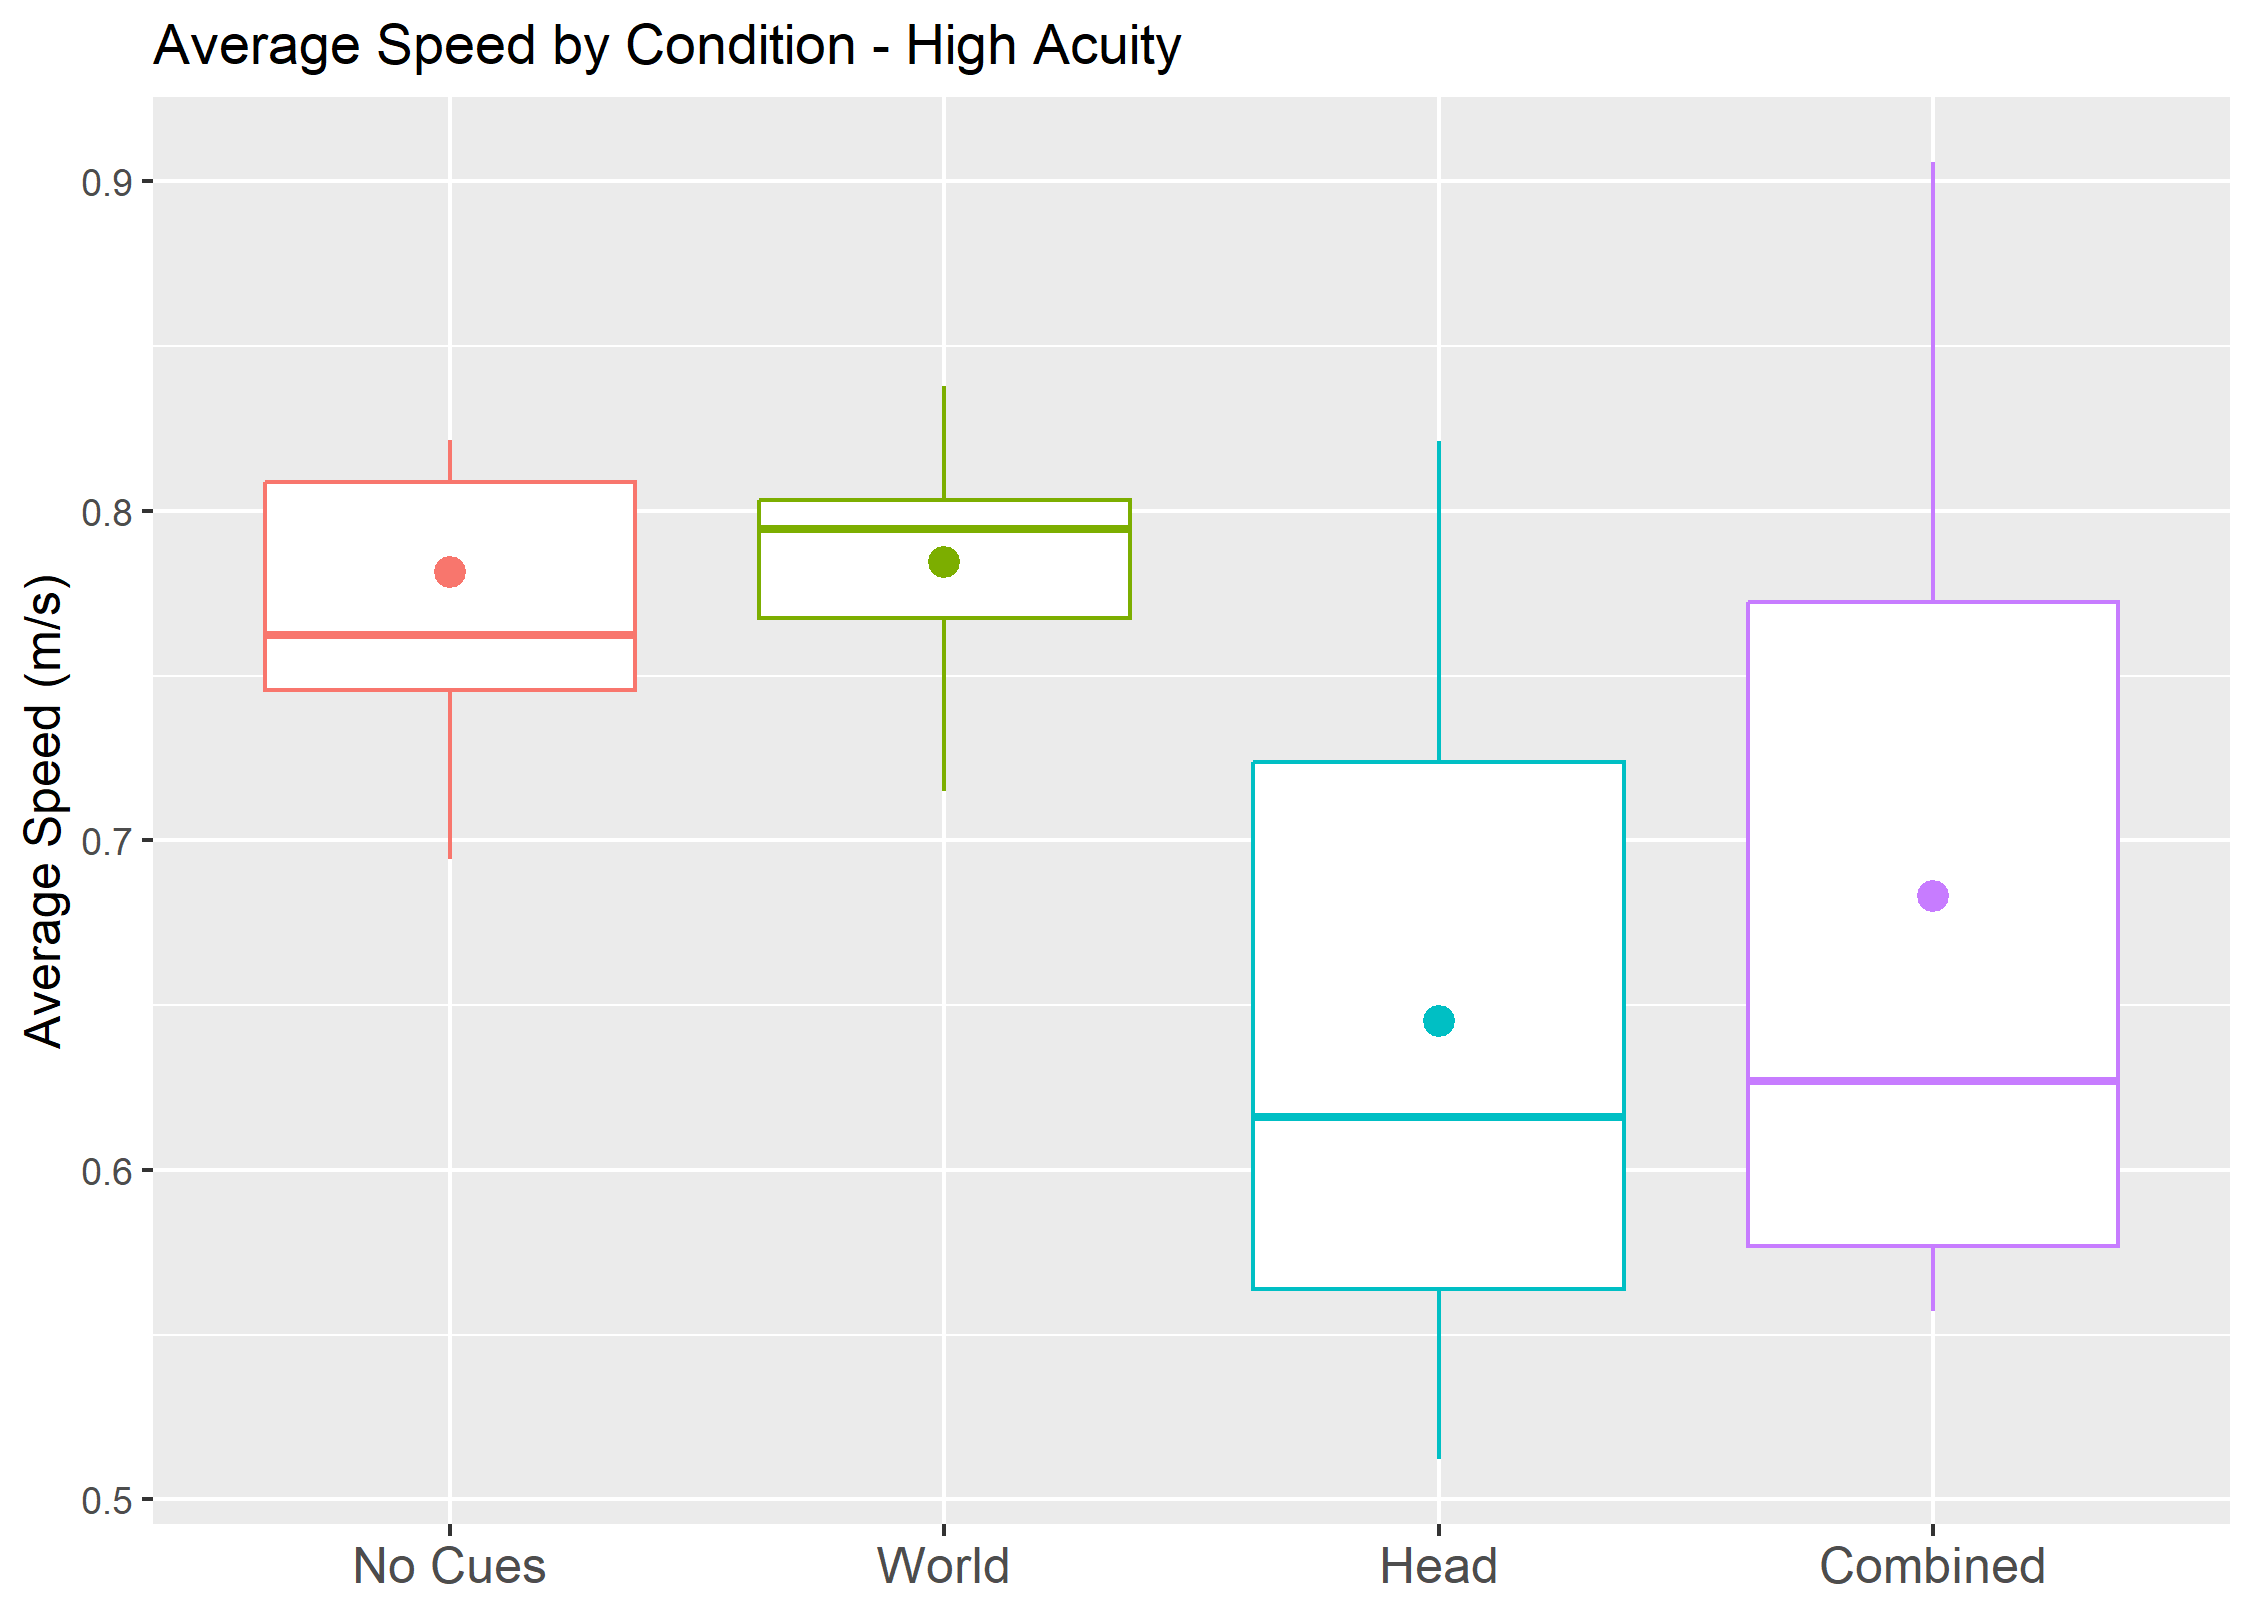 Average Speed by Condition - High Acuity
Average Speed (m/s)
0.9
0.8
0.7
0.6
0.5
No Cues
World
Head
Combined